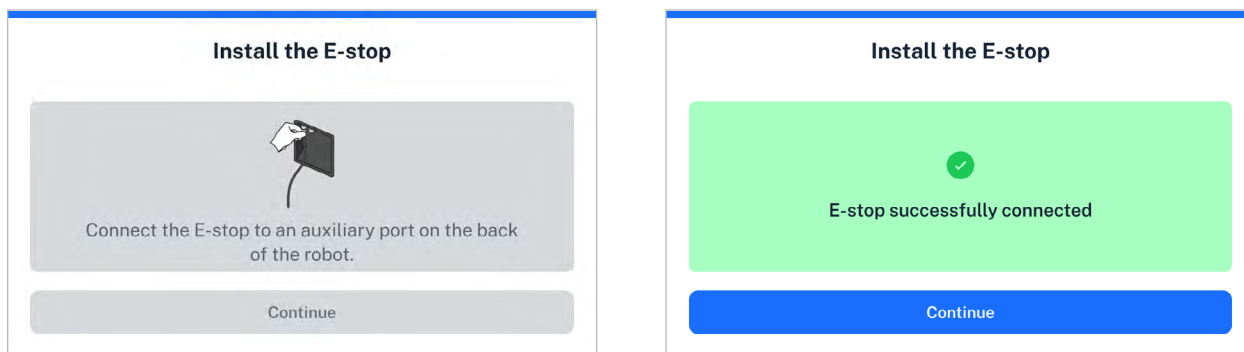 Install the E-stop
Connect the E-stop to an auxiliary port on the back
of the robot.
Continue
Install the E-stop
E-stop successfully connected
Continue